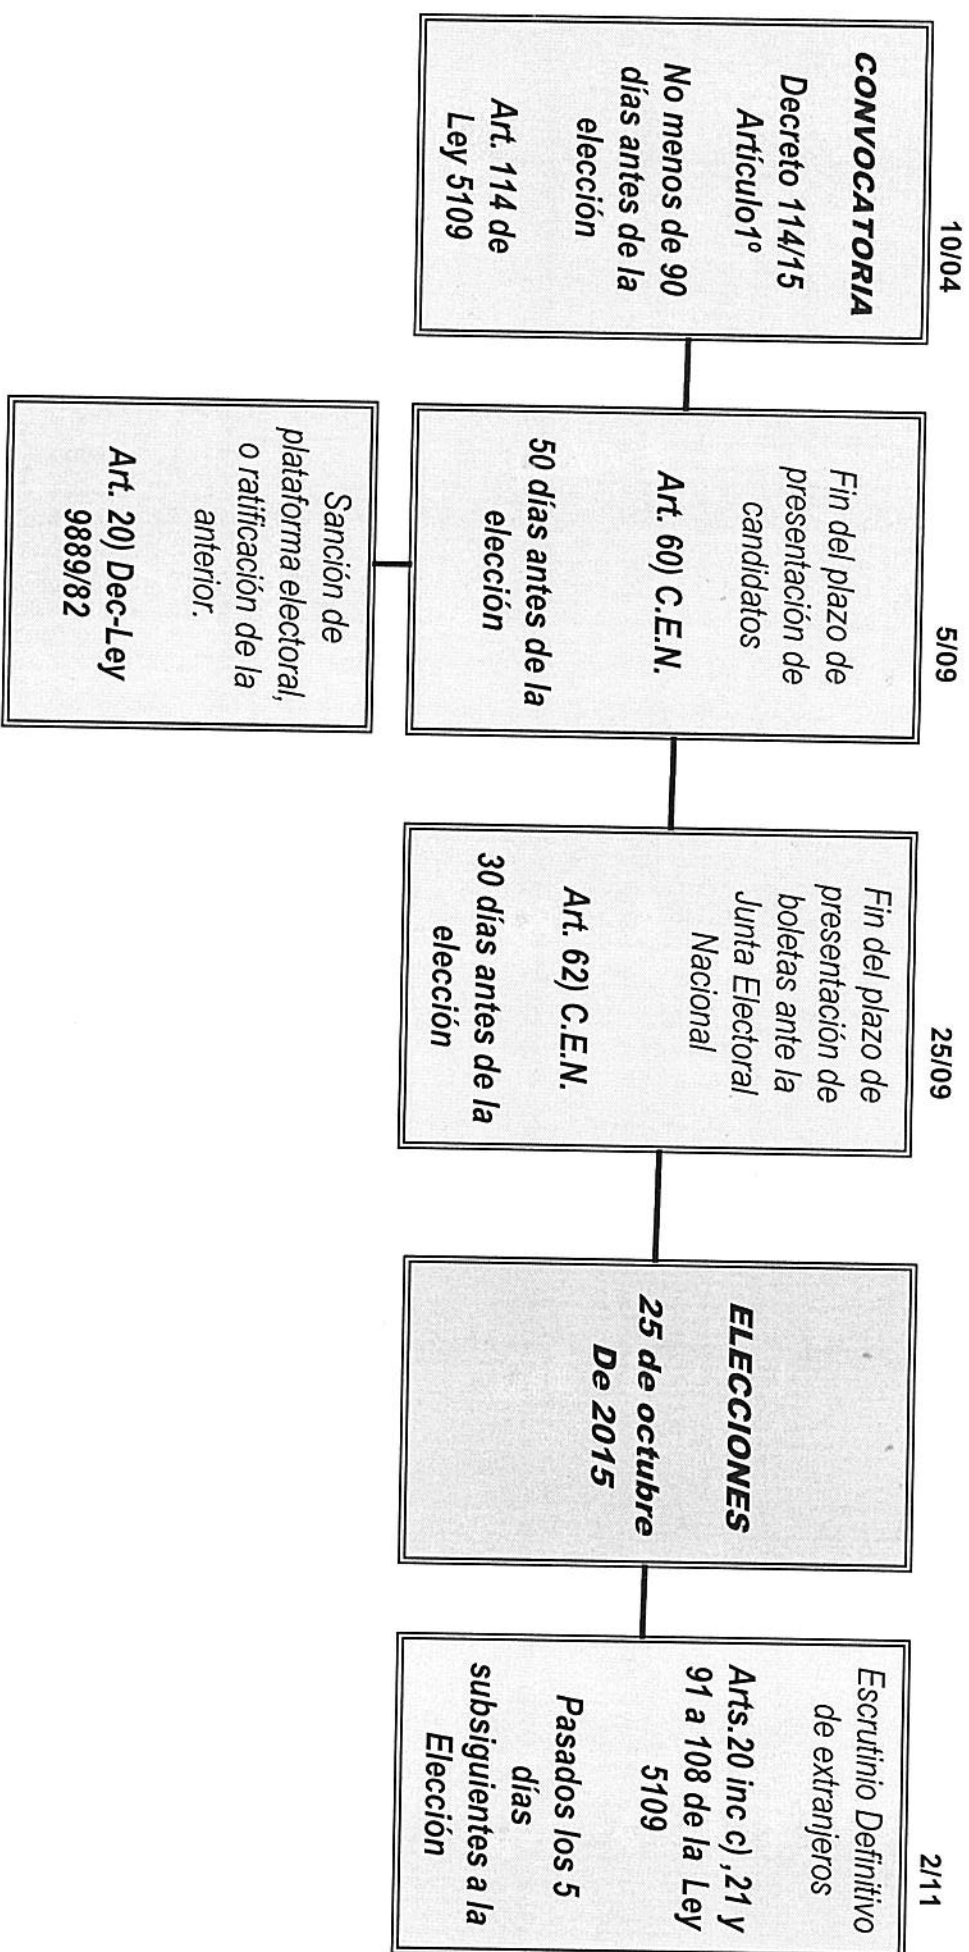 10/04
CONVOCATORIA
Decreto 114/15
Artículo1º
No menos de 90
días antes de la
elección
Art. 114 de
Ley 5109
5/09
Fin del plazo de
presentación de
candidatos
Art. 60) C.E.N.
50 días antes de la
elección
Sanción de
plataforma electoral,
o ratificación de la
anterior.
Art. 20) Dec-Ley
9889/82
25/09
Fin del plazo de
presentación de
boletas ante la
Junta Electoral
Nacional
Art. 62) C.E.N.
30 días antes de la
elección
ELECCIONES
25 de octubre
De 2015
2/11
Escrutinio Definitivo
de extranjeros
Arts.20 inc c) ,21 y
91 a 108 de la Ley
5109
Pasados los 5
días
subsiguientes a la
Elección